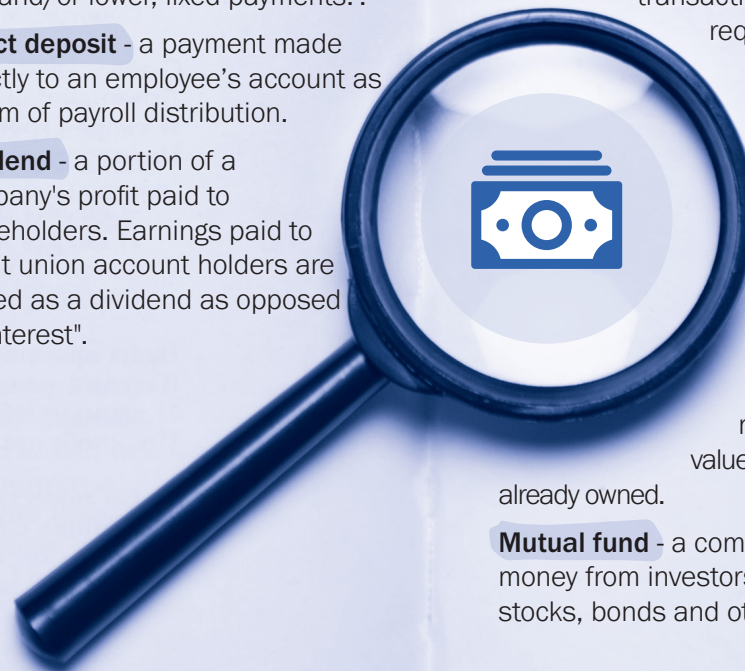 and/or lower, fixed payments.
ct deposit - a payment made
ctly to an employee's account as
m of payroll distribution.
lend - a portion of a
pany's profit paid to
eholders. Earnings paid to
t union account holders are
ed as a dividend as opposed
nterest".
transacti
req
value
already owned.
Mutual fund - a com
money from investors
stocks, bonds and ot